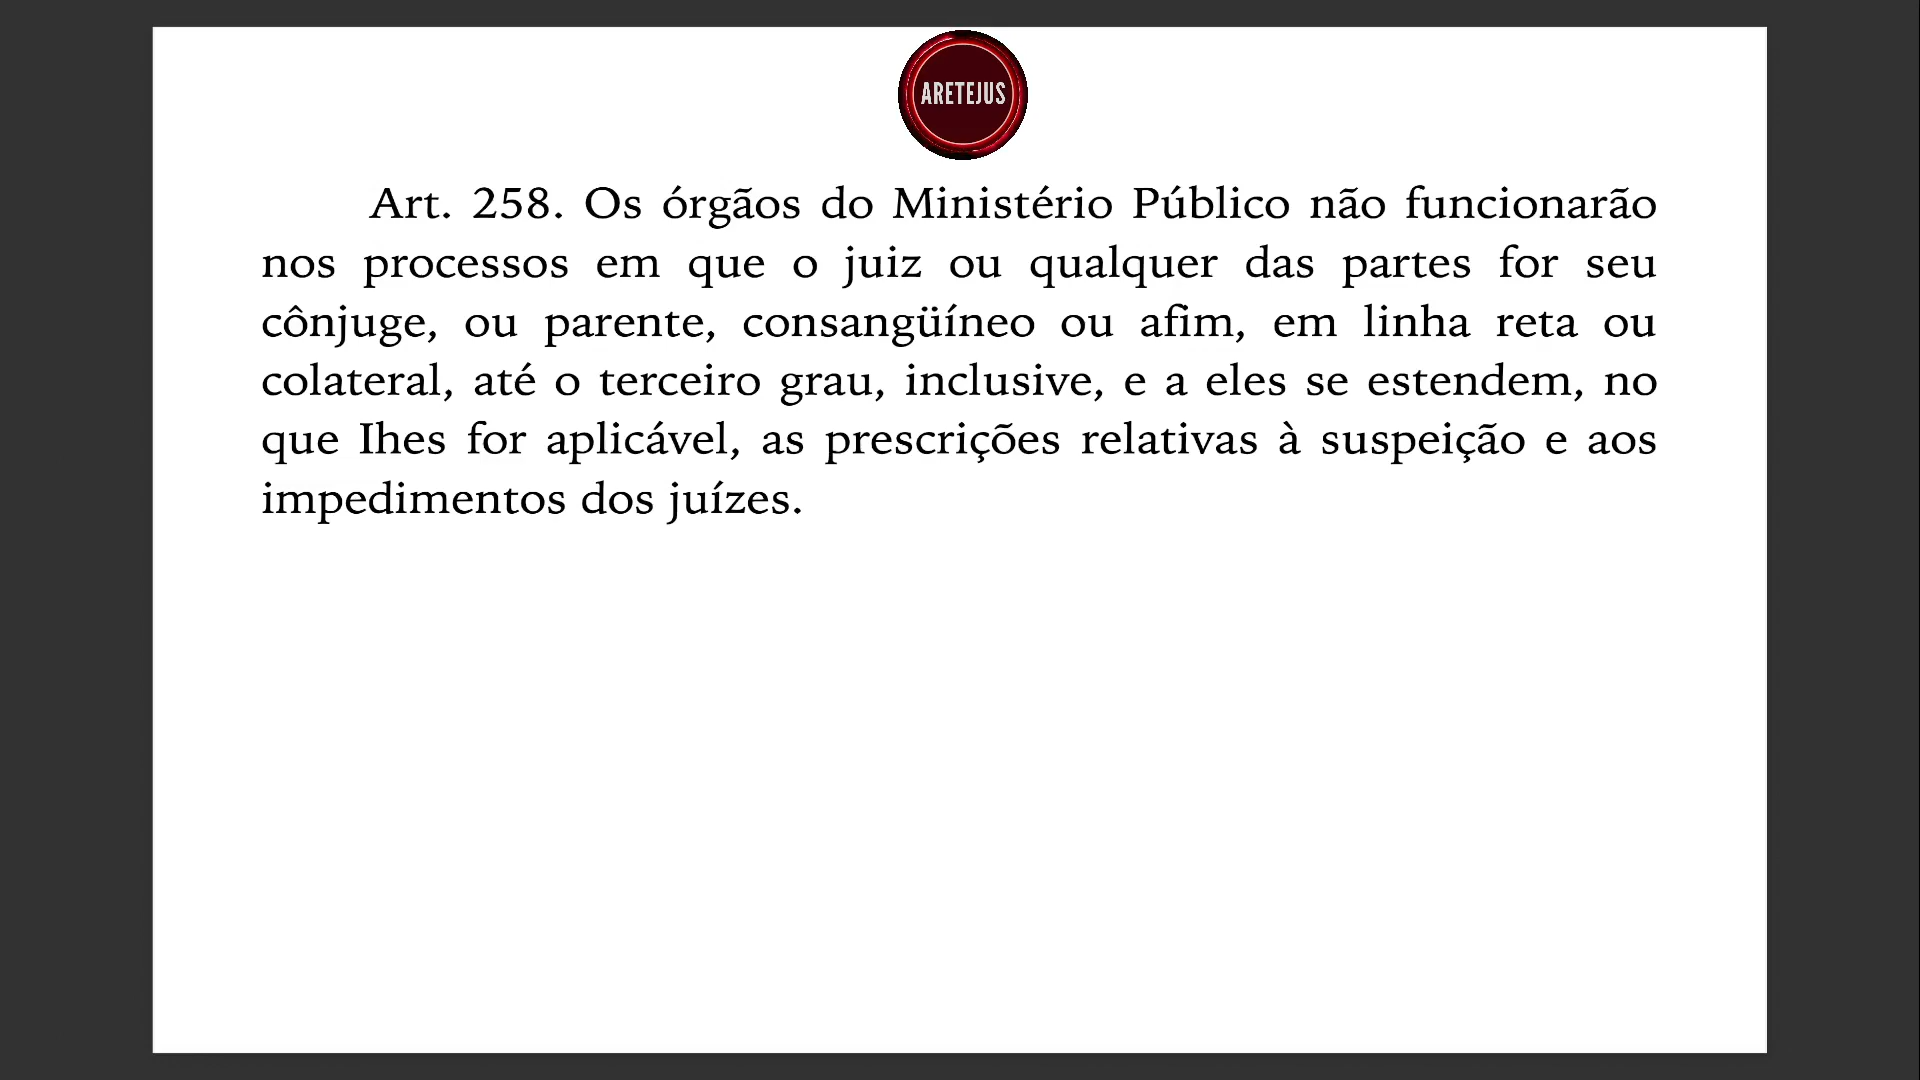 ARETEJUS
Art. 258. Os órgãos do Ministério Público não funcionarão
nos processos em que o juiz ou qualquer das partes for seu
cônjuge, ou parente, consangüíneo ou afim, em linha reta ou
colateral, até o terceiro grau, inclusive, e a eles se estendem, no
que Ihes for aplicável, as prescrições relativas à suspeição e aos
impedimentos dos juízes.